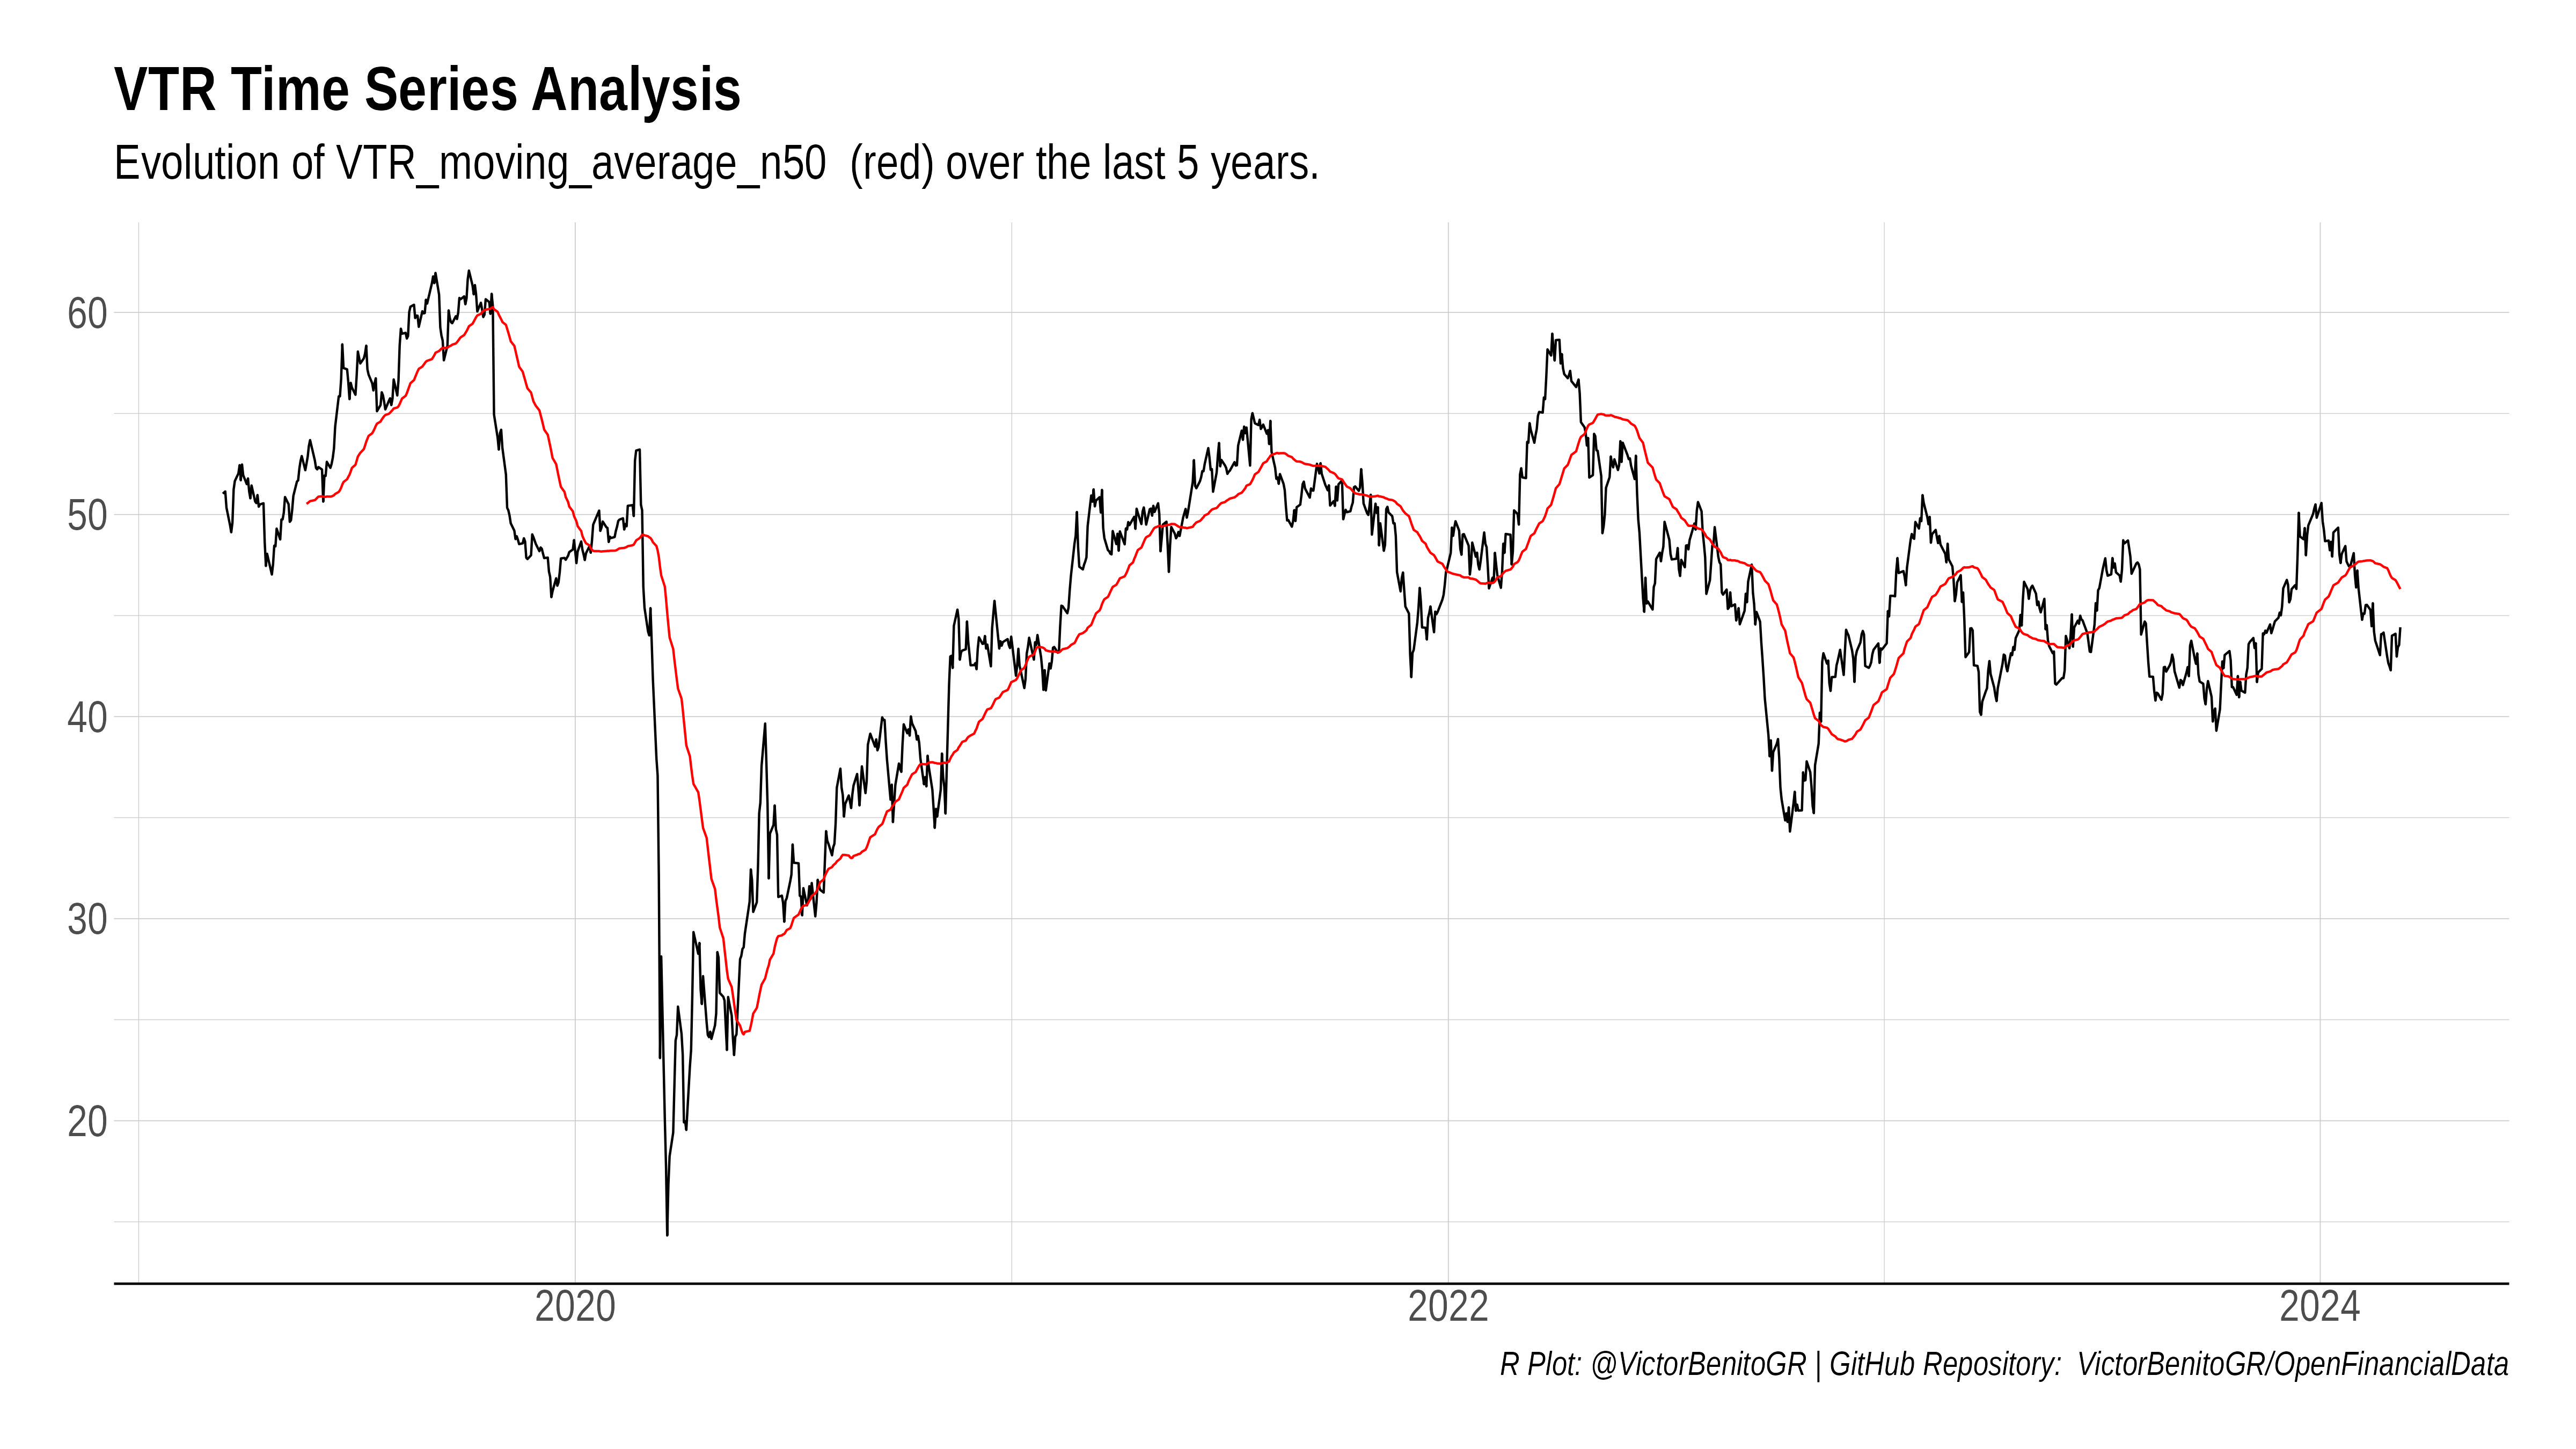 VTR Time Series Analysis
Evolution of VTR_moving_average_n50  (red) over the last 5 years.
60
50
40
30
20
2020 2022 2024
R Plot: @VictorBenitoGR | GitHub Repository:  VictorBenitoGR/OpenFinancialData